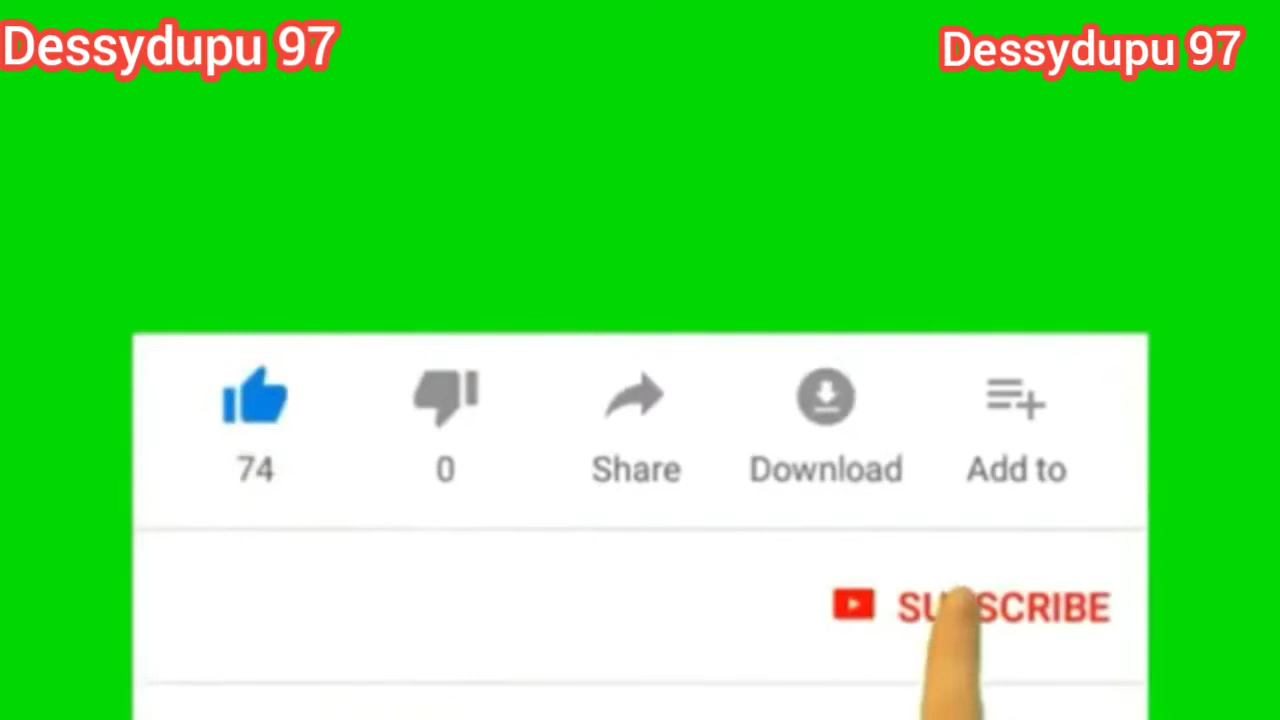 Dessydupu 97
Dessydupu 97
74
0
Share
Download
Add to
SUBSCRIBE